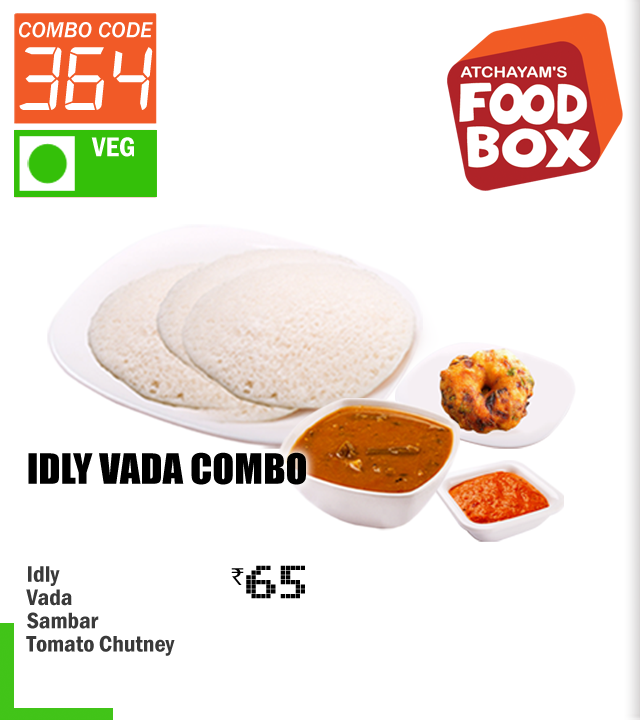 COMBO CODE
364
VEG
ATCHAYAM'S
FOOD
BOX
IDLY VADA COMBO
Idly
Vada
Sambar
Tomato Chutney
₹65